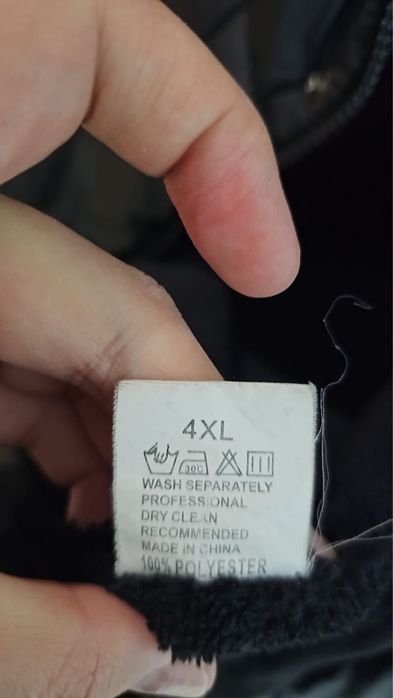 4XL
30C
WASH SEPARATELY
PROFESSIONAL
DRY CLEAN
RECOMMENDED
MADE IN CHINA
100% POLYESTER